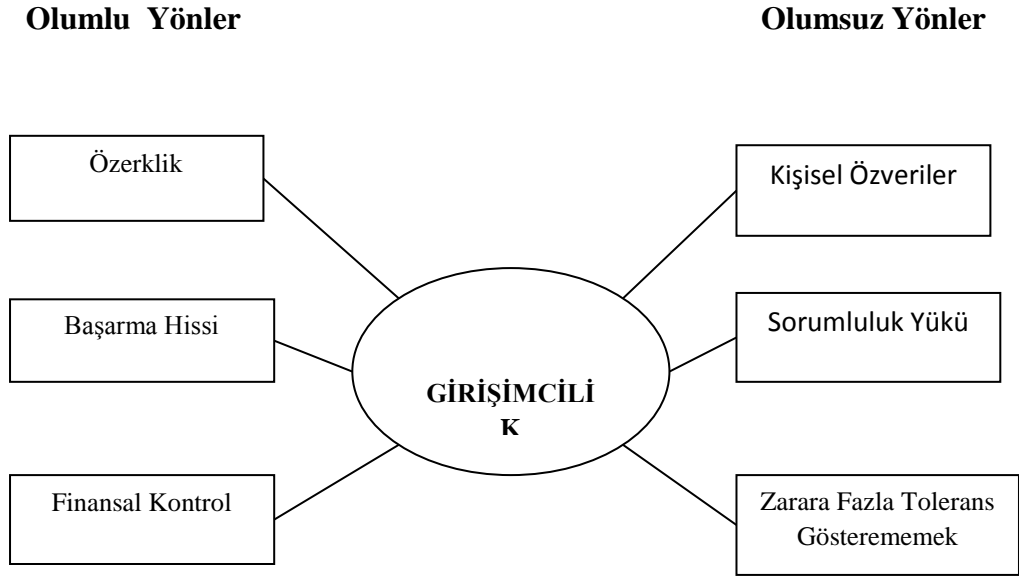 Olumlu Yönler
Olumsuz Yönler
Özerklik
Kişisel Özveriler
Başarma Hissi
Sorumluluk Yükü
GİRİŞİMCİLİ
K
Finansal Kontrol
Zarara Fazla Tolerans
Gösterememek